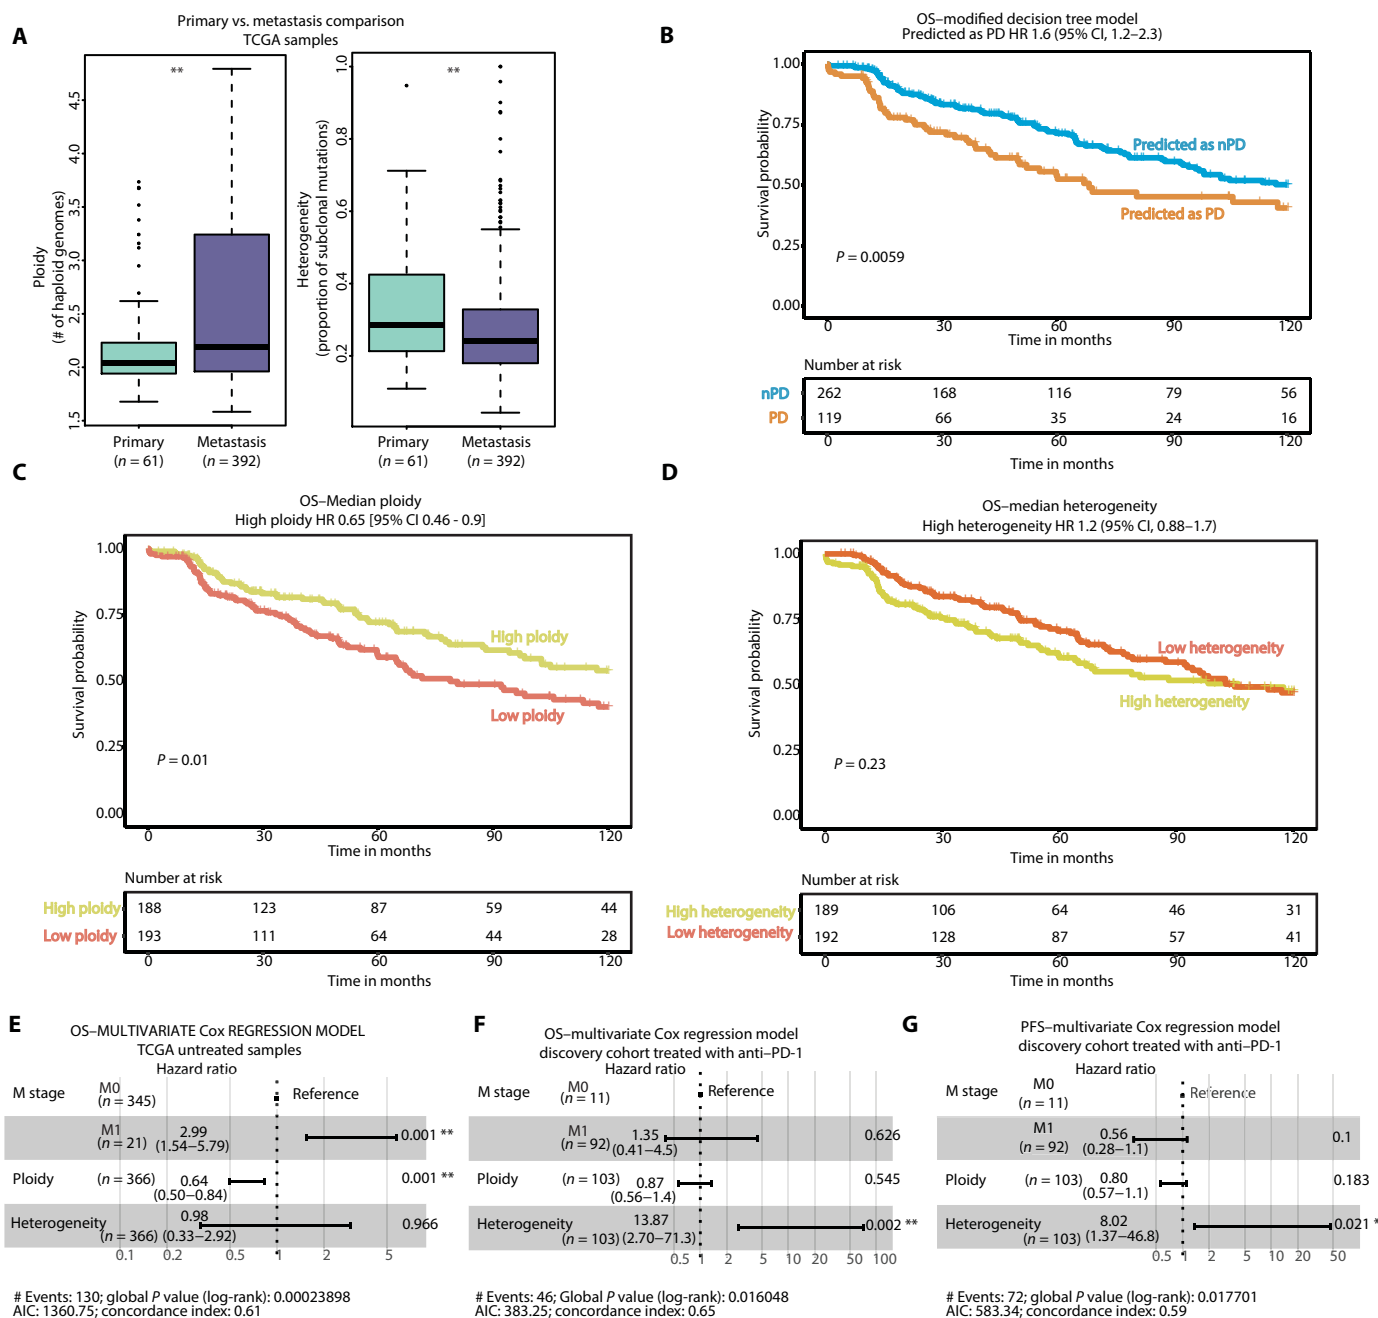 A
Primary vs. metastasis comparison
TCGA samples
**
**
Ploidy
(# of haploid genomes)
4.5
4.0
3.5
3.0
2.5
2.0
1.5
Primary
(n = 61)
Metastasis
(n = 392)
Heterogeneity
(proportion of subclonal mutations)
1.0
0.8
0.6
0.4
0.2
Primary
(n = 61)
Metastasis
(n = 392)
B
OS–modified decision tree model
Predicted as PD HR 1.6 (95% CI, 1.2–2.3)
Survival probability
1.00
0.75
0.50
0.25
0.00
Predicted as nPD
Predicted as PD
P = 0.0059
0 30 60 90 120
Time in months
Number at risk
nPD 262 168 116 79 56
PD 119 66 35 24 16
0 30 60 90 120
Time in months
C
OS–Median ploidy
High ploidy HR 0.65 [95% CI 0.46 - 0.9]
Survival probability
1.00
0.75
0.50
0.25
0.00
High ploidy
Low ploidy
P = 0.01
0 30 60 90 120
Time in months
Number at risk
High ploidy 188 123 87 59 44
Low ploidy 193 111 64 44 28
0 30 60 90 120
Time in months
D
OS–median heterogeneity
High heterogeneity HR 1.2 (95% CI, 0.88–1.7)
Survival probability
1.00
0.75
0.50
0.25
0.00
Low heterogeneity
High heterogeneity
P = 0.23
0 30 60 90 120
Time in months
Number at risk
High heterogeneity 189 106 64 46 31
Low heterogeneity 192 128 87 57 41
0 30 60 90 120
Time in months
E
OS–MULTIVARIATE Cox REGRESSION MODEL
TCGA untreated samples
Hazard ratio
M stage M0 Reference
(n = 345)
M1 2.99 0.001 **
(n = 21) (1.54–5.79)
Ploidy (n = 366) 0.64 0.001 **
(0.50–0.84)
Heterogeneity 0.98 0.966
(n = 366) (0.33–2.92)
0.1 0.2 0.5 1 2 5
# Events: 130; global P value (log-rank): 0.00023898
AIC: 1360.75; concordance index: 0.61
F
OS–multivariate Cox regression model
discovery cohort treated with anti–PD-1
Hazard ratio
M stage M0 Reference
(n = 11)
M1 1.35 0.626
(n = 92) (0.41–4.5)
Ploidy (n = 103) 0.87 0.545
(0.56–1.4)
Heterogeneity 13.87 0.002 **
(n = 103) (2.70–71.3)
0.5 1 2 5 10 20 50 100
# Events: 46; Global P value (log-rank): 0.016048
AIC: 383.25; concordance index: 0.65
G
PFS–multivariate Cox regression model
discovery cohort treated with anti–PD-1
Hazard ratio
M stage M0 Reference
(n = 11)
M1 0.56 0.1
(n = 92) (0.28–1.1)
Ploidy (n = 103) 0.80 0.183
(0.57–1.1)
Heterogeneity 8.02 0.021 *
(n = 103) (1.37–46.8)
0.5 1 2 5 10 20 50
# Events: 72; global P value (log-rank): 0.017701
AIC: 583.34; concordance index: 0.59